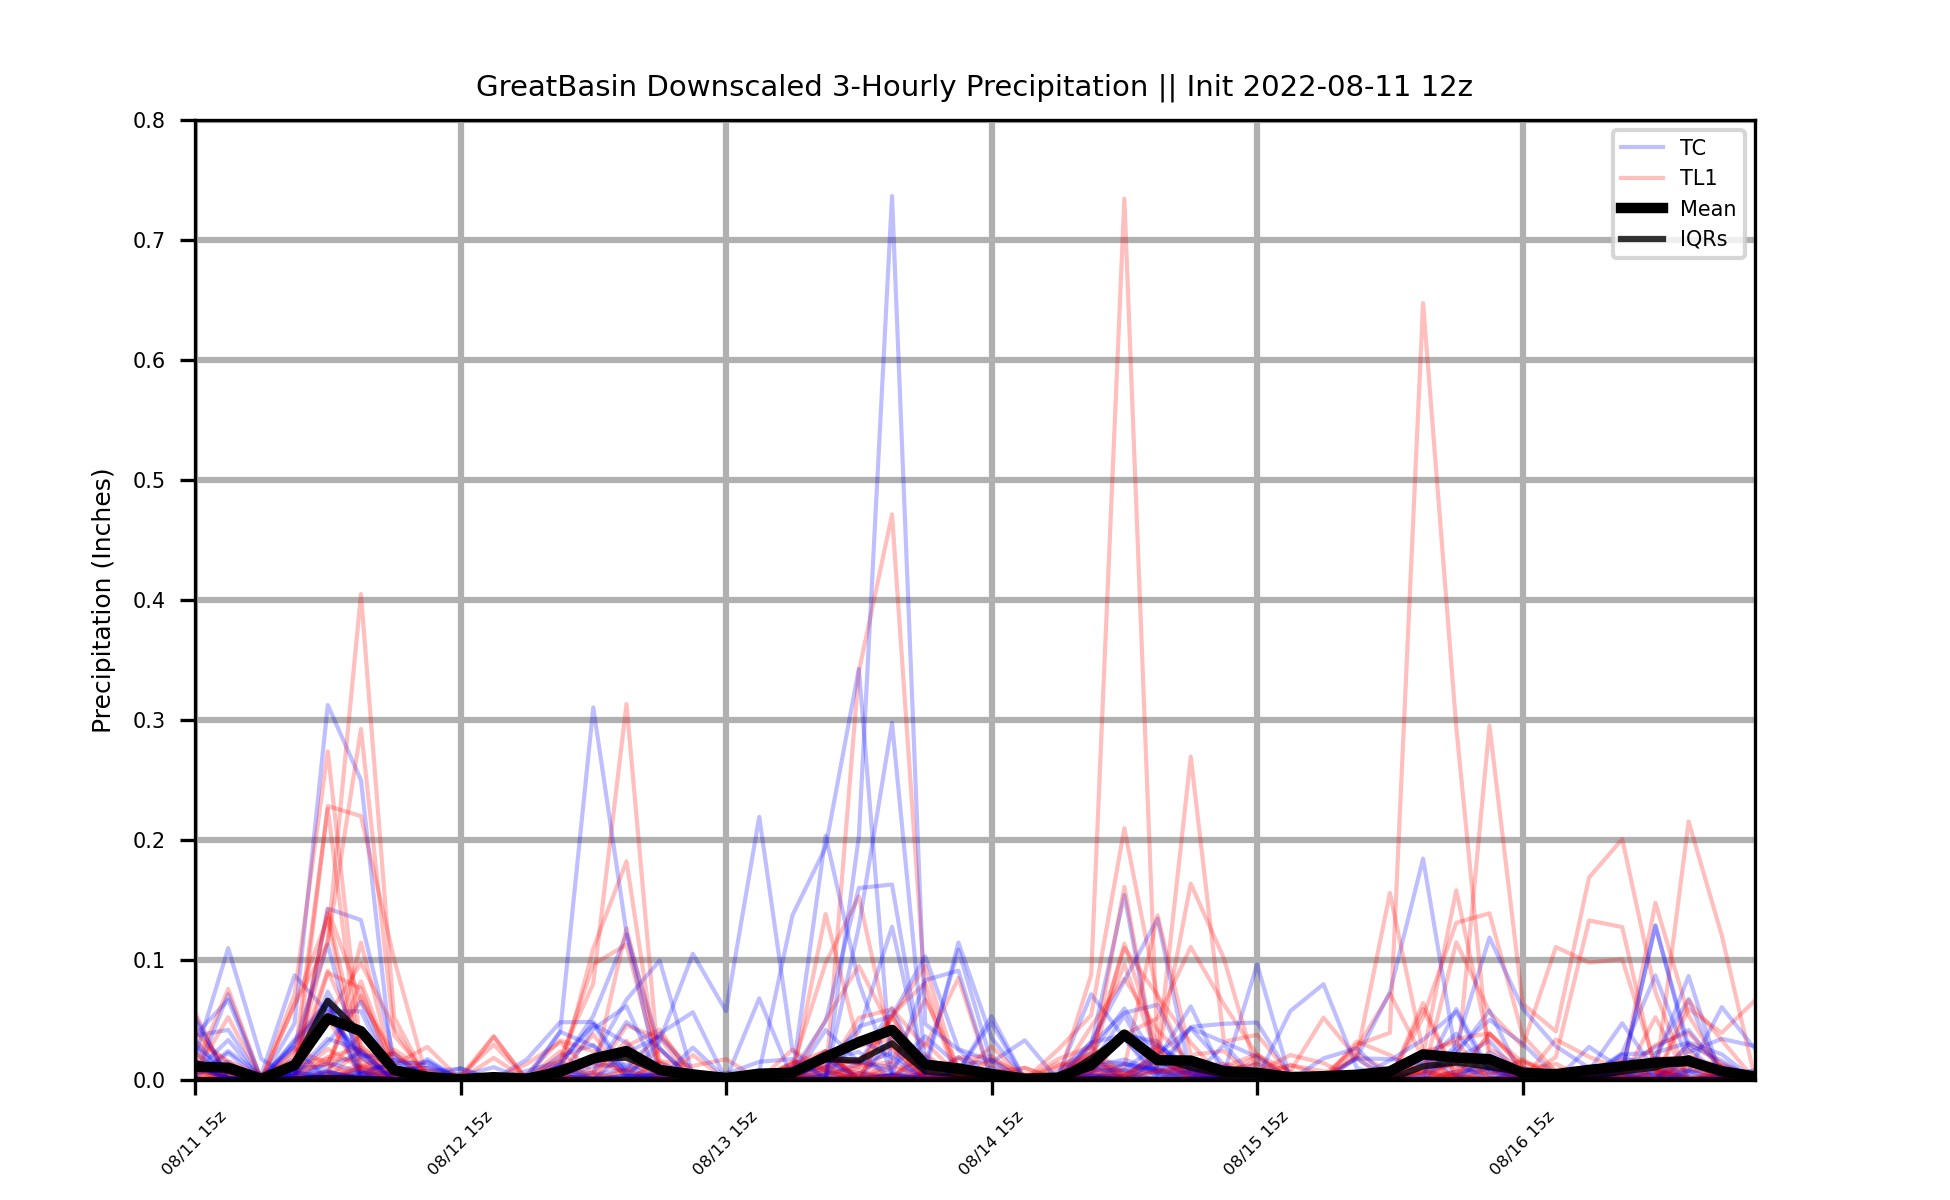 GreatBasin Downscaled 3-Hourly Precipitation || Init 2022-08-11 12z
TC
TL1
Mean
IQRs
Precipitation (Inches)
0.8
0.7
0.6
0.5
0.4
0.3
0.2
0.1
0.0
08/11 15z
08/12 15z
08/13 15z
08/14 15z
08/15 15z
08/16 15z